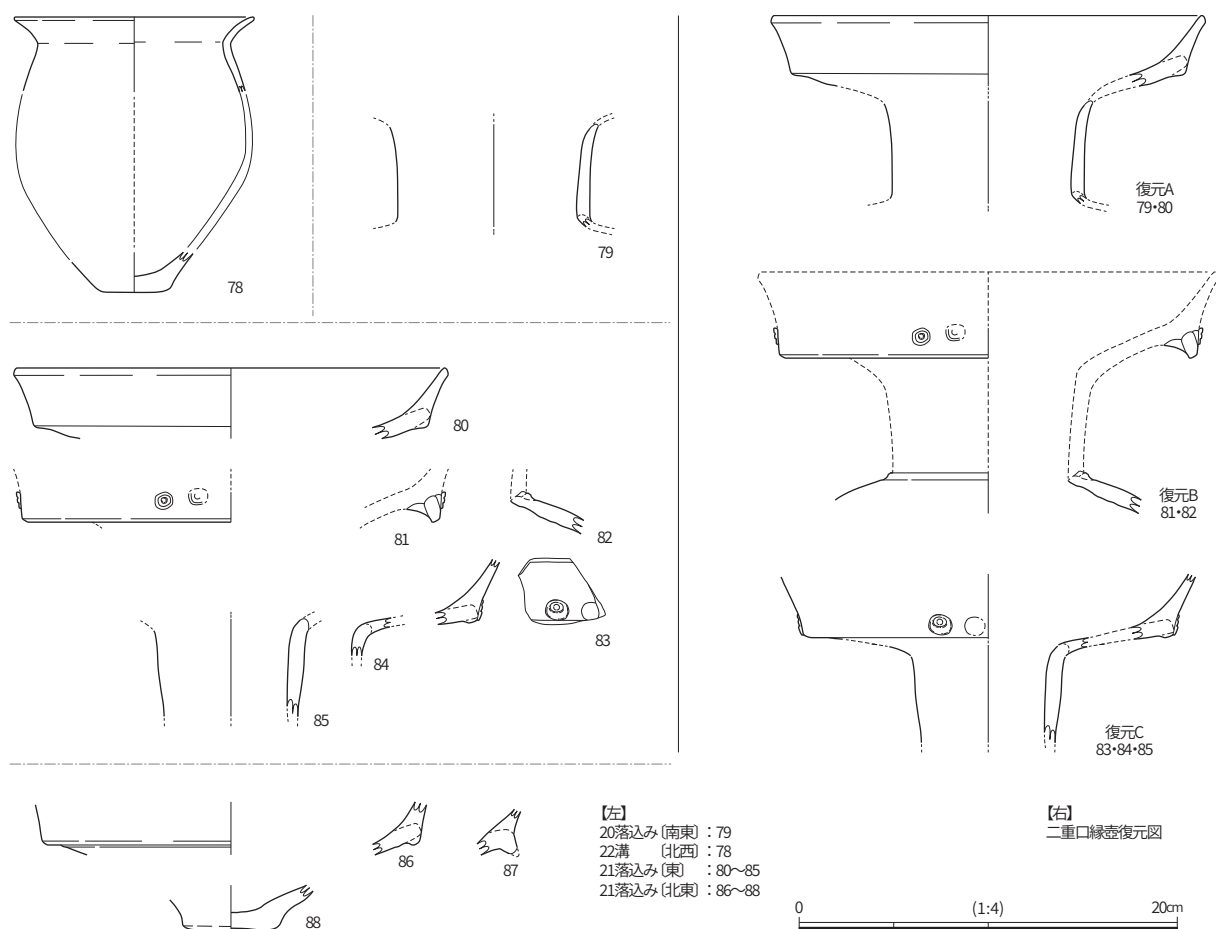 78
79
80
81
82
83
84
85
86
87
88
復元A
79•80
復元B
81•82
復元C
83•84•85
【左】
20落込み〔南東〕：79
22溝　　〔北西〕：78
21落込み〔東〕　：80～85
21落込み〔北東〕：86～88
【右】
二重口縁壺復元図
0　(1:4)　20cm